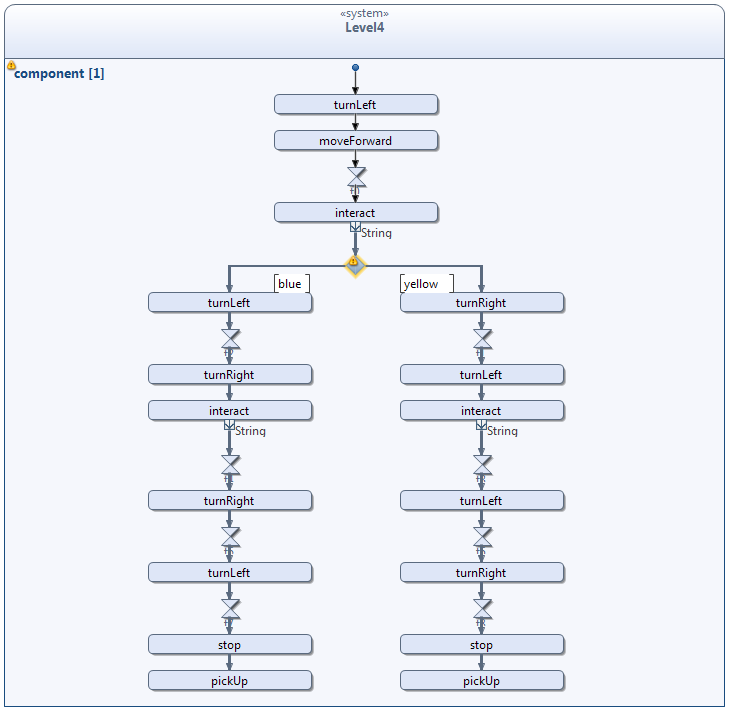 «system»
Level4
component [1]
turnLeft
moveForward
interact
String
blue
yellow
turnLeft
turnRight
turnRight
turnLeft
interact
interact
String
String
turnRight
turnLeft
turnLeft
turnRight
stop
stop
pickUp
pickUp